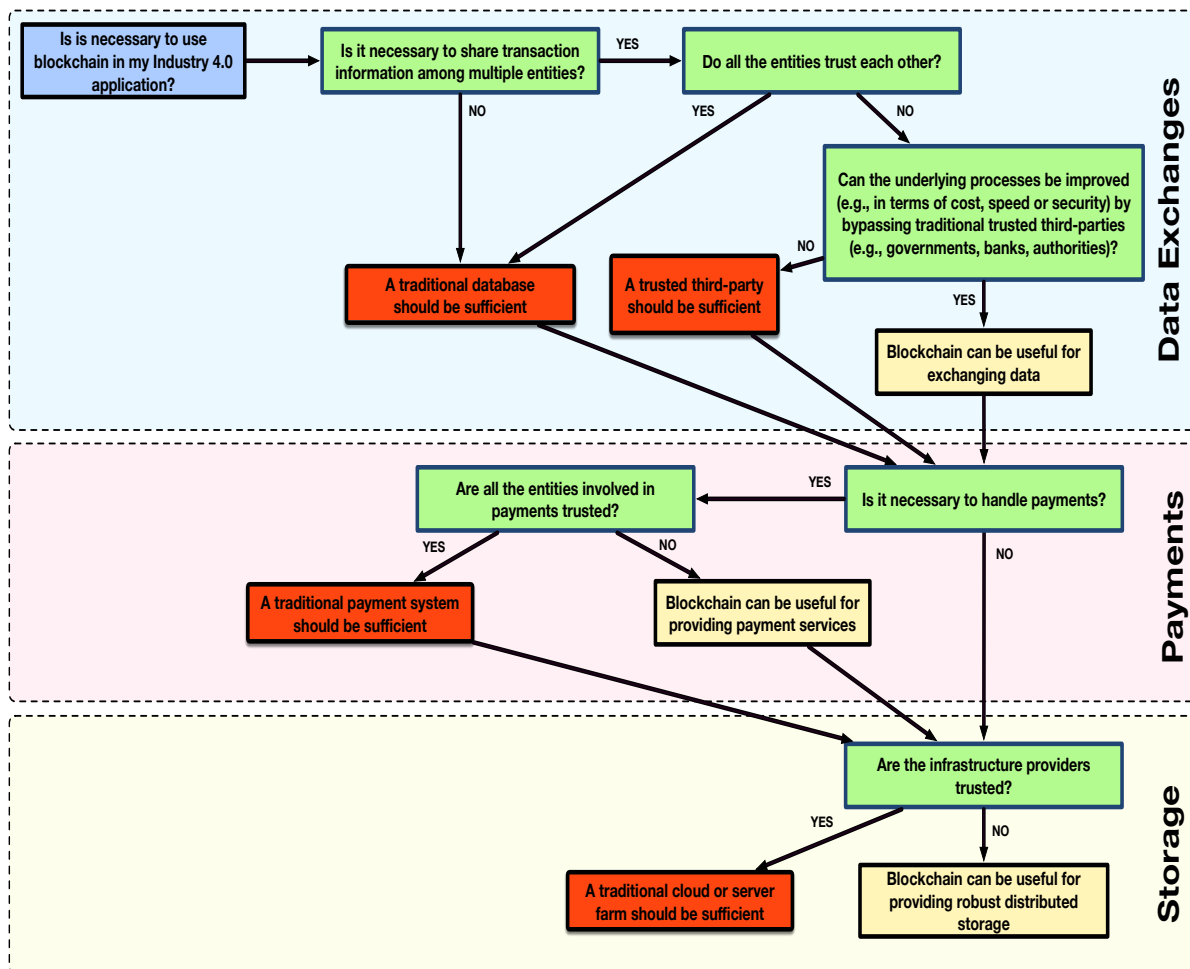 Is is necessary to use
blockchain in my Industry 4.0
application?
Is it necessary to share transaction
information among multiple entities?
YES
Do all the entities trust each other?
NO
YES
NO
Can the underlying processes be improved
(e.g., in terms of cost, speed or security) by
bypassing traditional trusted third-parties
(e.g., governments, banks, authorities)?
NO
A traditional database
should be sufficient
A trusted third-party
should be sufficient
YES
Blockchain can be useful for
exchanging data
Data Exchanges
Are all the entities involved in
payments trusted?
YES
Is it necessary to handle payments?
YES
NO
NO
A traditional payment system
should be sufficient
Blockchain can be useful for
providing payment services
Payments
Are the infrastructure providers
trusted?
YES
NO
A traditional cloud or server
farm should be sufficient
Blockchain can be useful for
providing robust distributed
storage
Storage